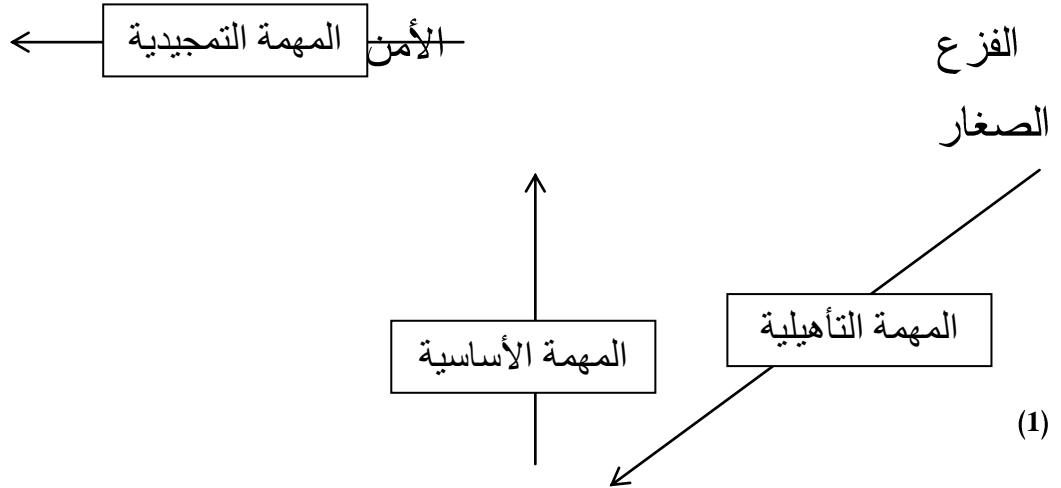 الفزع الأمن المهمة التمجيدية
الصغار
المهمة التأهيلية
المهمة الأساسية
(1)